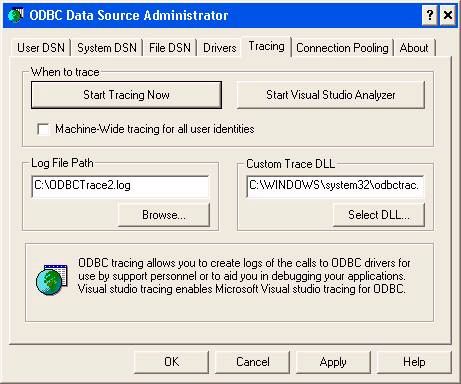 ODBC Data Source Administrator
User DSN System DSN File DSN Drivers Tracing Connection Pooling About
When to trace
Start Tracing Now Start Visual Studio Analyzer
Machine-Wide tracing for all user identities
Log File Path Custom Trace DLL
C:\ODBCTrace2.log C:\WINDOWS\system32\odbctrac.
Browse... Select DLL...
ODBC tracing allows you to create logs of the calls to ODBC drivers for
use by support personnel or to aid you in debugging your applications.
Visual studio tracing enables Microsoft Visual studio tracing for ODBC.
OK Cancel Apply Help